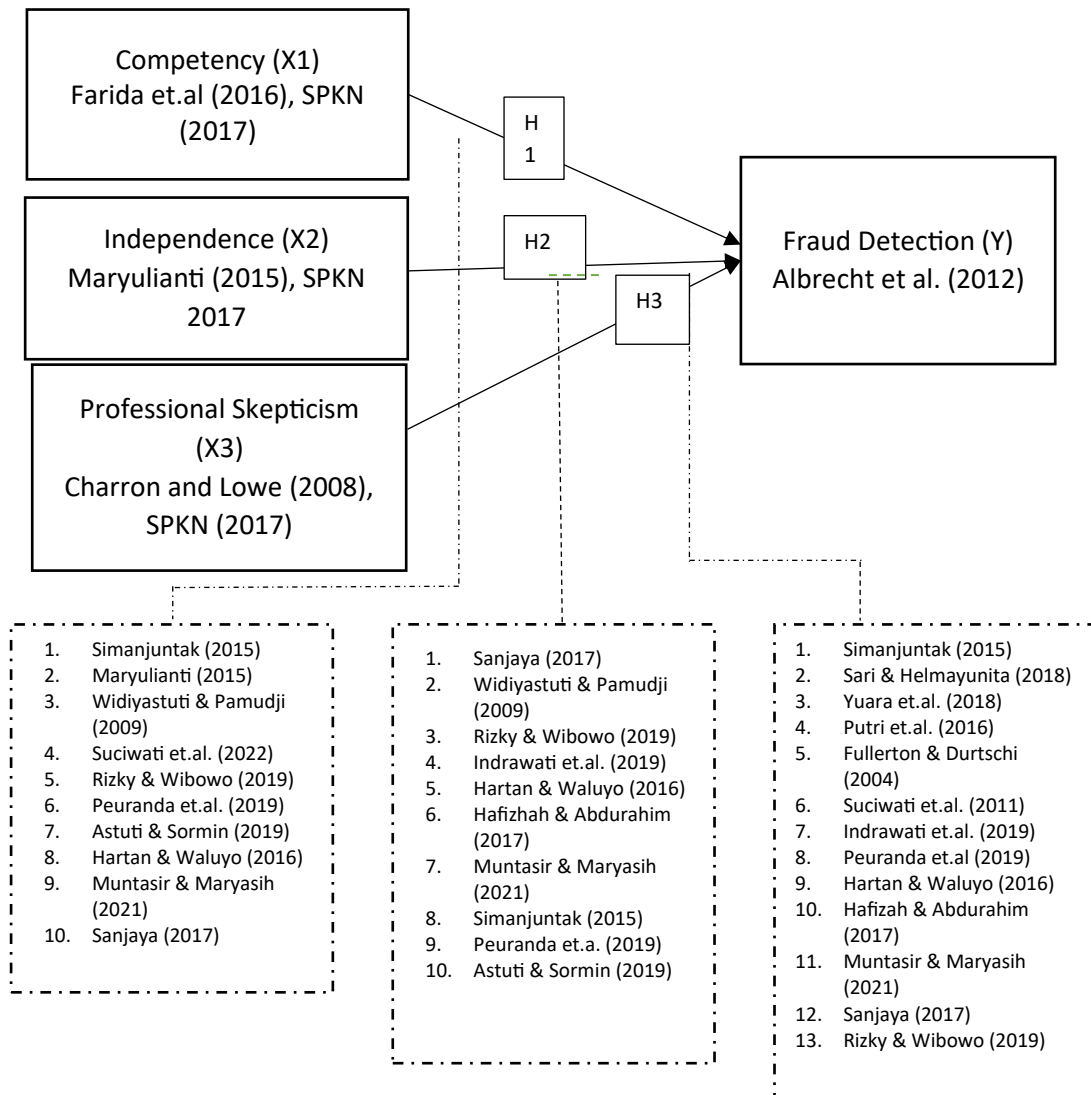 Competency (X1)
Farida et.al (2016), SPKN
(2017)
H
1
Independence (X2)
Maryulianti (2015), SPKN
2017
H2
Fraud Detection (Y)
Albrecht et al. (2012)
H3
Professional Skepticism
(X3)
Charron and Lowe (2008),
SPKN (2017)
1. Simanjuntak (2015)
2. Maryulianti (2015)
3. Widiyastuti & Pamudji
(2009)
4. Suciwati et.al. (2022)
5. Rizky & Wibowo (2019)
6. Peuranda et.al. (2019)
7. Astuti & Sormin (2019)
8. Hartan & Waluyo (2016)
9. Muntasir & Maryasih
(2021)
10. Sanjaya (2017)
1. Sanjaya (2017)
2. Widiyastuti & Pamudji
(2009)
3. Rizky & Wibowo (2019)
4. Indrawati et.al. (2019)
5. Hartan & Waluyo (2016)
6. Hafizhah & Abdurahim
(2017)
7. Muntasir & Maryasih
(2021)
8. Simanjuntak (2015)
9. Peuranda et.a. (2019)
10. Astuti & Sormin (2019)
1. Simanjuntak (2015)
2. Sari & Helmayunita (2018)
3. Yuara et.al. (2018)
4. Putri et.al. (2016)
5. Fullerton & Durtschi
(2004)
6. Suciwati et.al. (2011)
7. Indrawati et.al. (2019)
8. Peuranda et.al (2019)
9. Hartan & Waluyo (2016)
10. Hafizah & Abdurahim
(2017)
11. Muntasir & Maryasih
(2021)
12. Sanjaya (2017)
13. Rizky & Wibowo (2019)